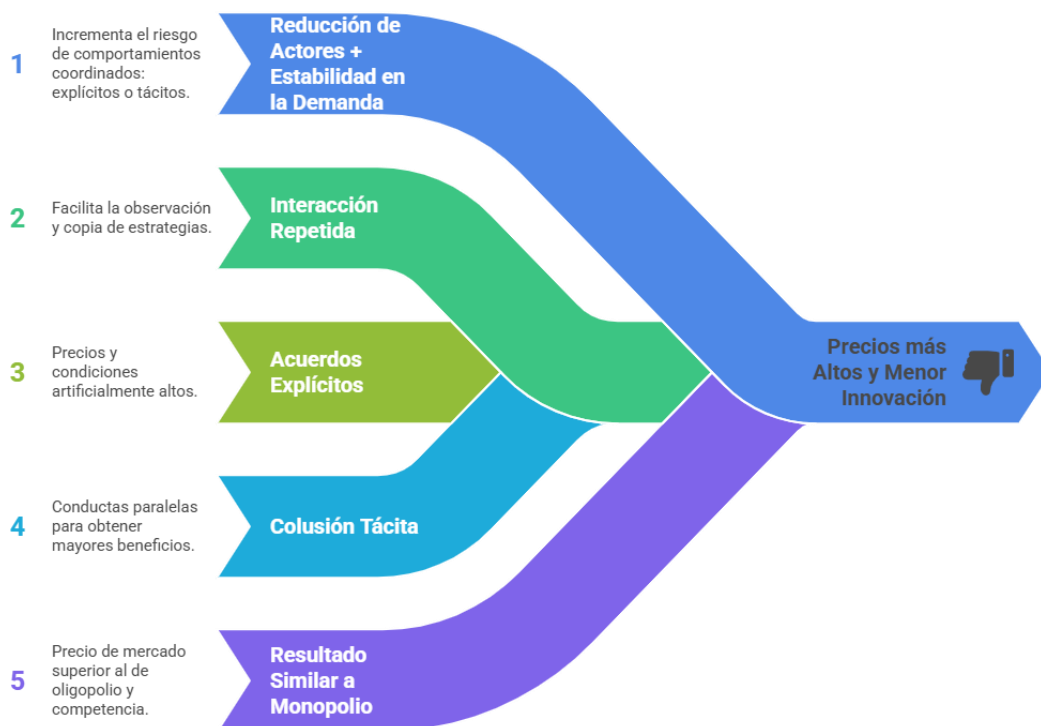 1
Incrementa el riesgo
de comportamientos
coordinados:
explícitos o tácitos.
Reducción de
Actores +
Estabilidad en
la Demanda
2
Facilita la observación
y copia de estrategias.
Interacción
Repetida
3
Precios y
condiciones
artificialmente altos.
Acuerdos
Explícitos
4
Conductas paralelas
para obtener
mayores beneficios.
Colusión Tácita
5
Precio de mercado
superior al de
oligopolio y
competencia.
Resultado
Similar a
Monopolio
Precios más
Altos y Menor
Innovación